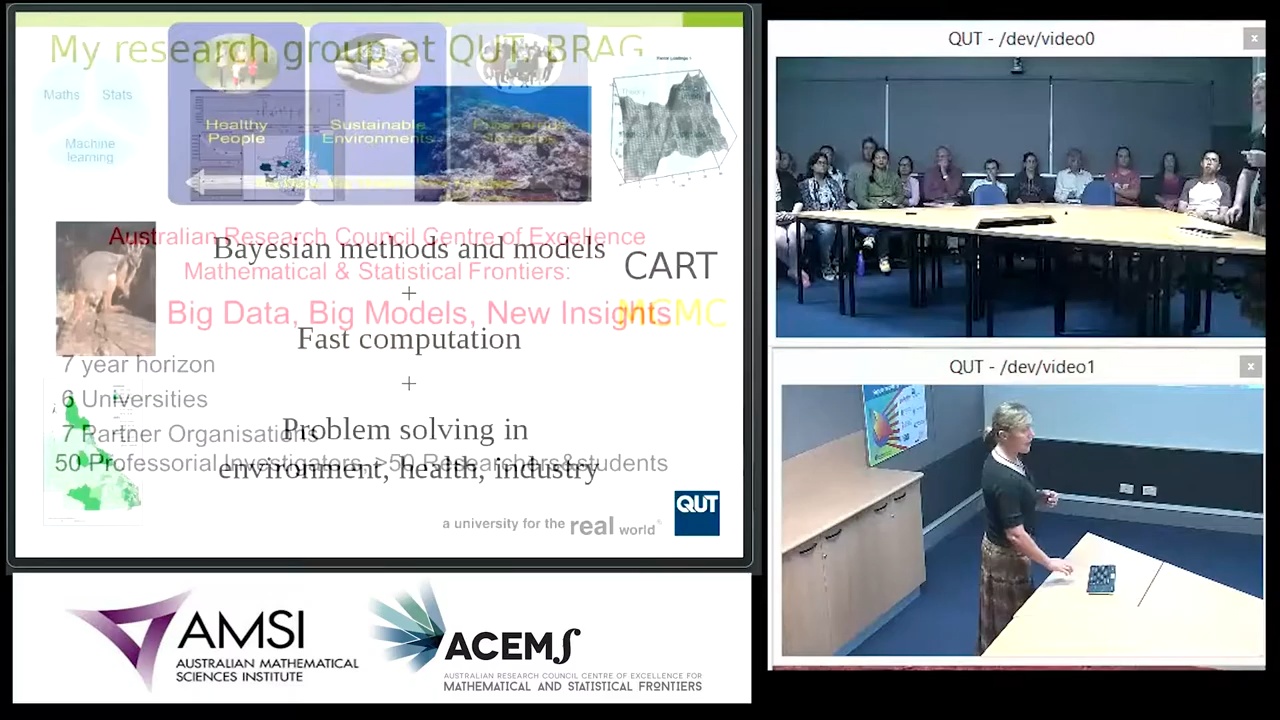 My research group at QUT: BRAG
Maths Stats
Machine learning
Healthy People
Sustainable Environments
Australian Research Council Centre of Excellence
Mathematical & Statistical Frontiers:
Big Data, Big Models, New Insights
Bayesian methods and models
+
Fast computation
+
Problem solving in
environment, health, industry
CART
MCMC
7 year horizon
6 Universities
7 Partner Organisations
50 Professorial Investigators, >50 Researchers&students
a university for the real world
QUT
AMSI
AUSTRALIAN MATHEMATICAL
SCIENCES INSTITUTE
ACEMS
AUSTRALIAN RESEARCH COUNCIL CENTRE OF EXCELLENCE FOR
MATHEMATICAL AND STATISTICAL FRONTIERS
QUT - /dev/video0
QUT - /dev/video1